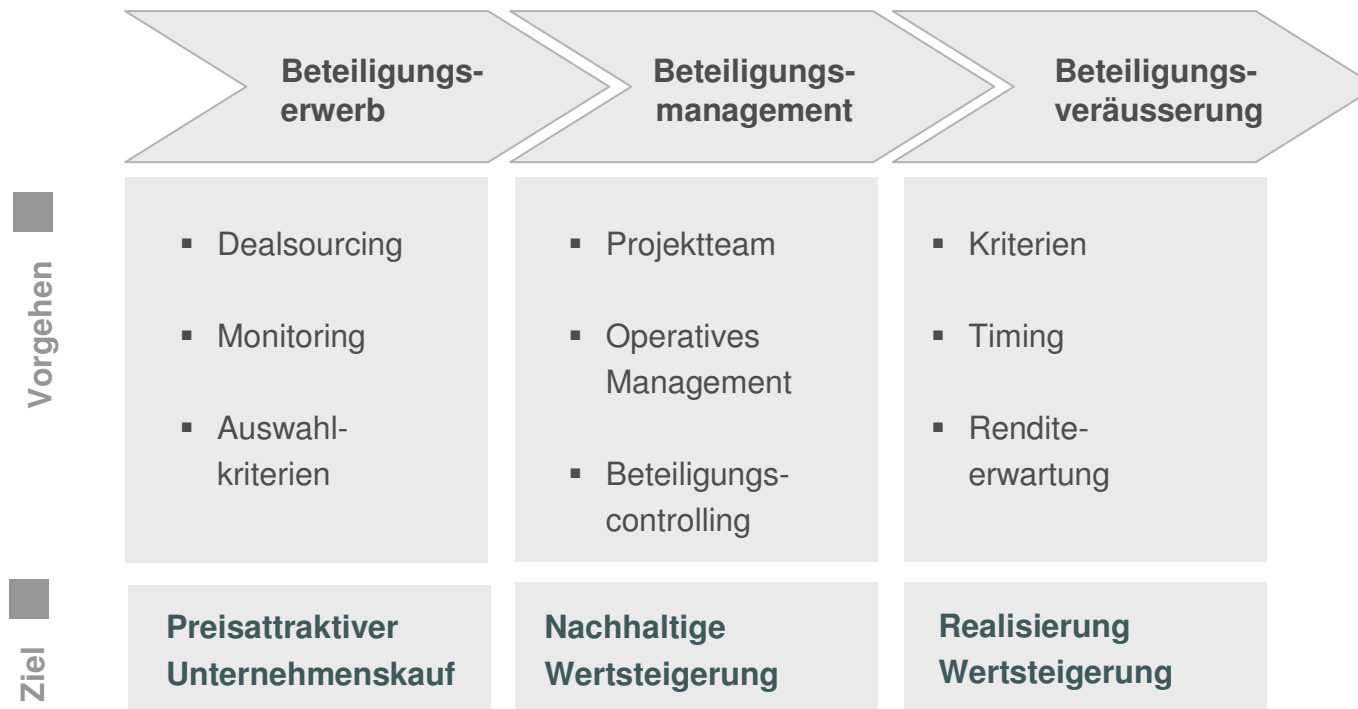 Beteiligungs-
erwerb
Beteiligungs-
management
Beteiligungs-
veräusserung
Vorgehen
▪ Dealsourcing
▪ Monitoring
▪ Auswahl-
kriterien
▪ Projektteam
▪ Operatives
Management
▪ Beteiligungs-
controlling
▪ Kriterien
▪ Timing
▪ Rendite-
erwartung
Ziel
Preisattraktiver
Unternehmenskauf
Nachhaltige
Wertsteigerung
Realisierung
Wertsteigerung